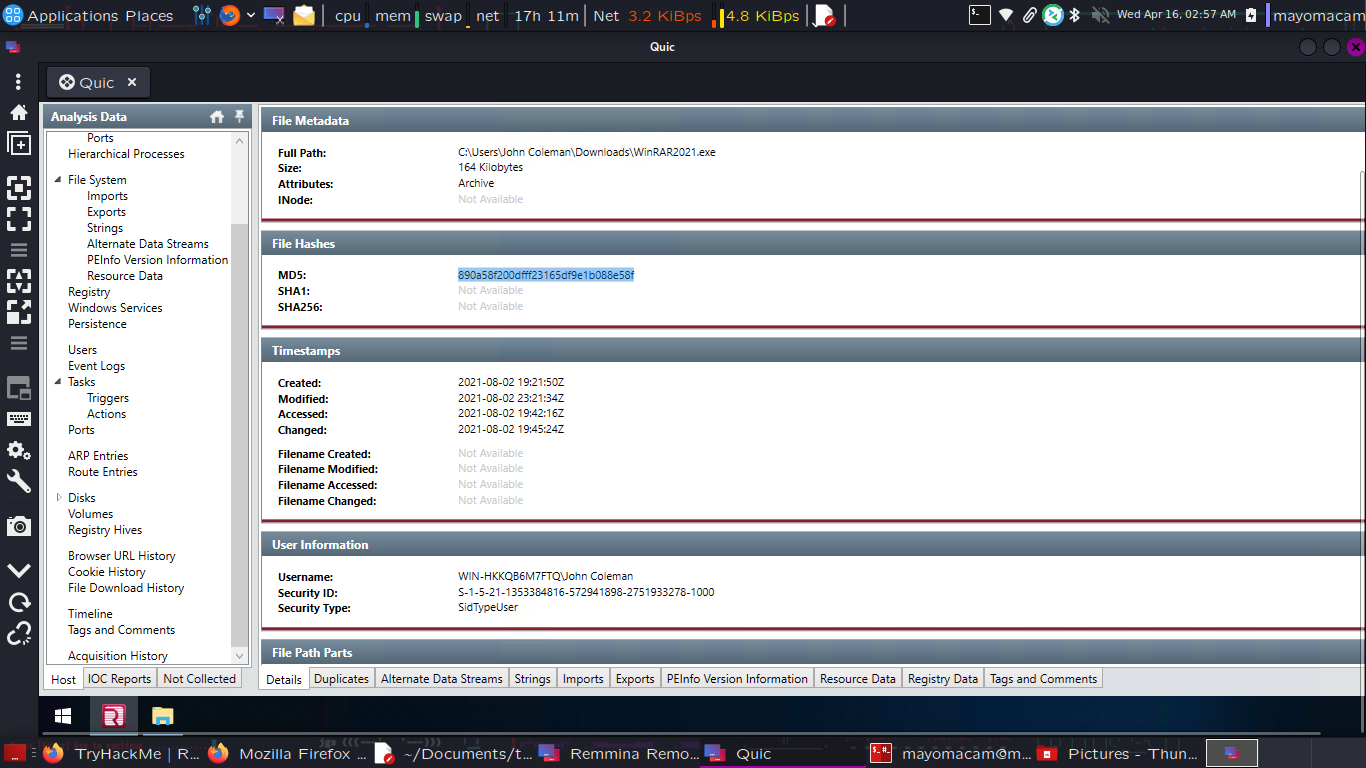 Applications Places cpu mem swap net 17h 11m Net 3.2 KiBps 4.8 KiBps Wed Apr 16, 02:57 AM mayomacam
Quic
Quic
Analysis Data
Ports
Hierarchical Processes
File System
Imports
Exports
Strings
Alternate Data Streams
PEInfo Version Information
Resource Data
Registry
Windows Services
Persistence
Users
Event Logs
Tasks
Triggers
Actions
Ports
ARP Entries
Route Entries
Disks
Volumes
Registry Hives
Browser URL History
Cookie History
File Download History
Timeline
Tags and Comments
Acquisition History
Host IOC Reports Not Collected
File Metadata
Full Path: C:\Users\John Coleman\Downloads\WinRAR2021.exe
Size: 164 Kilobytes
Attributes: Archive
INode: Not Available
File Hashes
MD5: 890a58f200dfff23165df9e1b088e58f
SHA1: Not Available
SHA256: Not Available
Timestamps
Created: 2021-08-02 19:21:50Z
Modified: 2021-08-02 23:21:34Z
Accessed: 2021-08-02 19:42:16Z
Changed: 2021-08-02 19:45:24Z
Filename Created: Not Available
Filename Modified: Not Available
Filename Accessed: Not Available
Filename Changed: Not Available
User Information
Username: WIN-HKKQB6M7FTQ\John Coleman
Security ID: S-1-5-21-1353384816-572941898-2751933278-1000
Security Type: SidTypeUser
File Path Parts
Details Duplicates Alternate Data Streams Strings Imports Exports PEInfo Version Information Resource Data Registry Data Tags and Comments
TryHackMe | R... Mozilla Firefox ~/Documents/t... Remmina Remo... Quic mayomacam@m... Pictures - Thun...